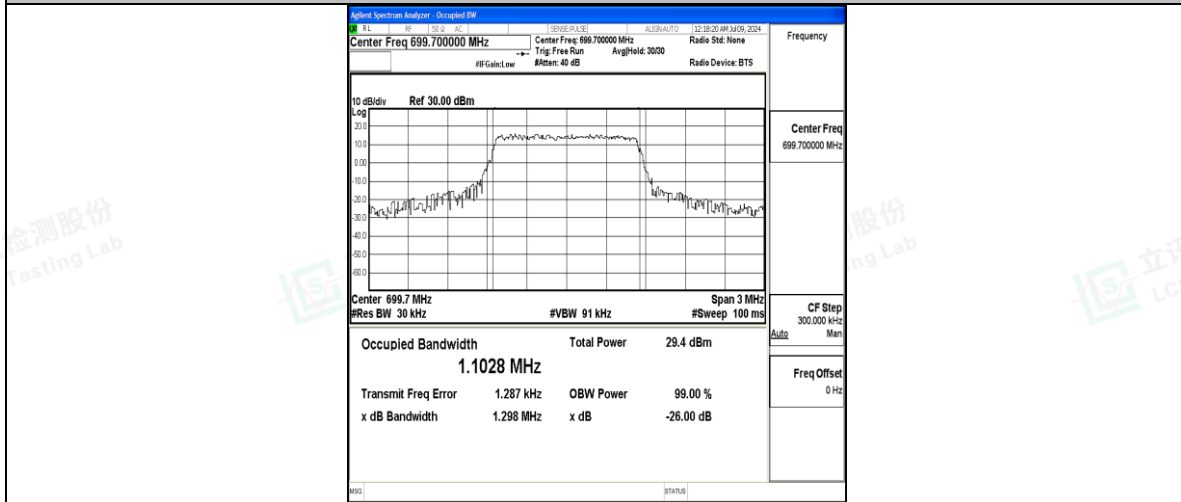 Agilent Spectrum Analyzer - Occupied BW
RL RF 50 Ω AC SENSE:PULSE ALIGN AUTO 12:18:20 AM Jul 09, 2024
Center Freq 699.700000 MHz
Center Freq: 699.700000 MHz
Radio Std: None
Trig: Free Run Avg|Hold: 30/30
#IFGain:Low #Atten: 40 dB Radio Device: BTS
Frequency
10 dB/div Ref 30.00 dBm
Log
20.0
10.0
0.00
-10.0
-20.0
-30.0
-40.0
-50.0
-60.0
Center Freq
699.700000 MHz
Center 699.7 MHz Span 3 MHz
#Res BW 30 kHz #VBW 91 kHz #Sweep 100 ms
CF Step
300.000 kHz
Auto Man
Occupied Bandwidth Total Power 29.4 dBm
1.1028 MHz
Transmit Freq Error 1.287 kHz OBW Power 99.00 %
x dB Bandwidth 1.298 MHz x dB -26.00 dB
Freq Offset
0 Hz
MSG STATUS
检测股份
Testing Lab
股份
ng Lab
立讯
LCS